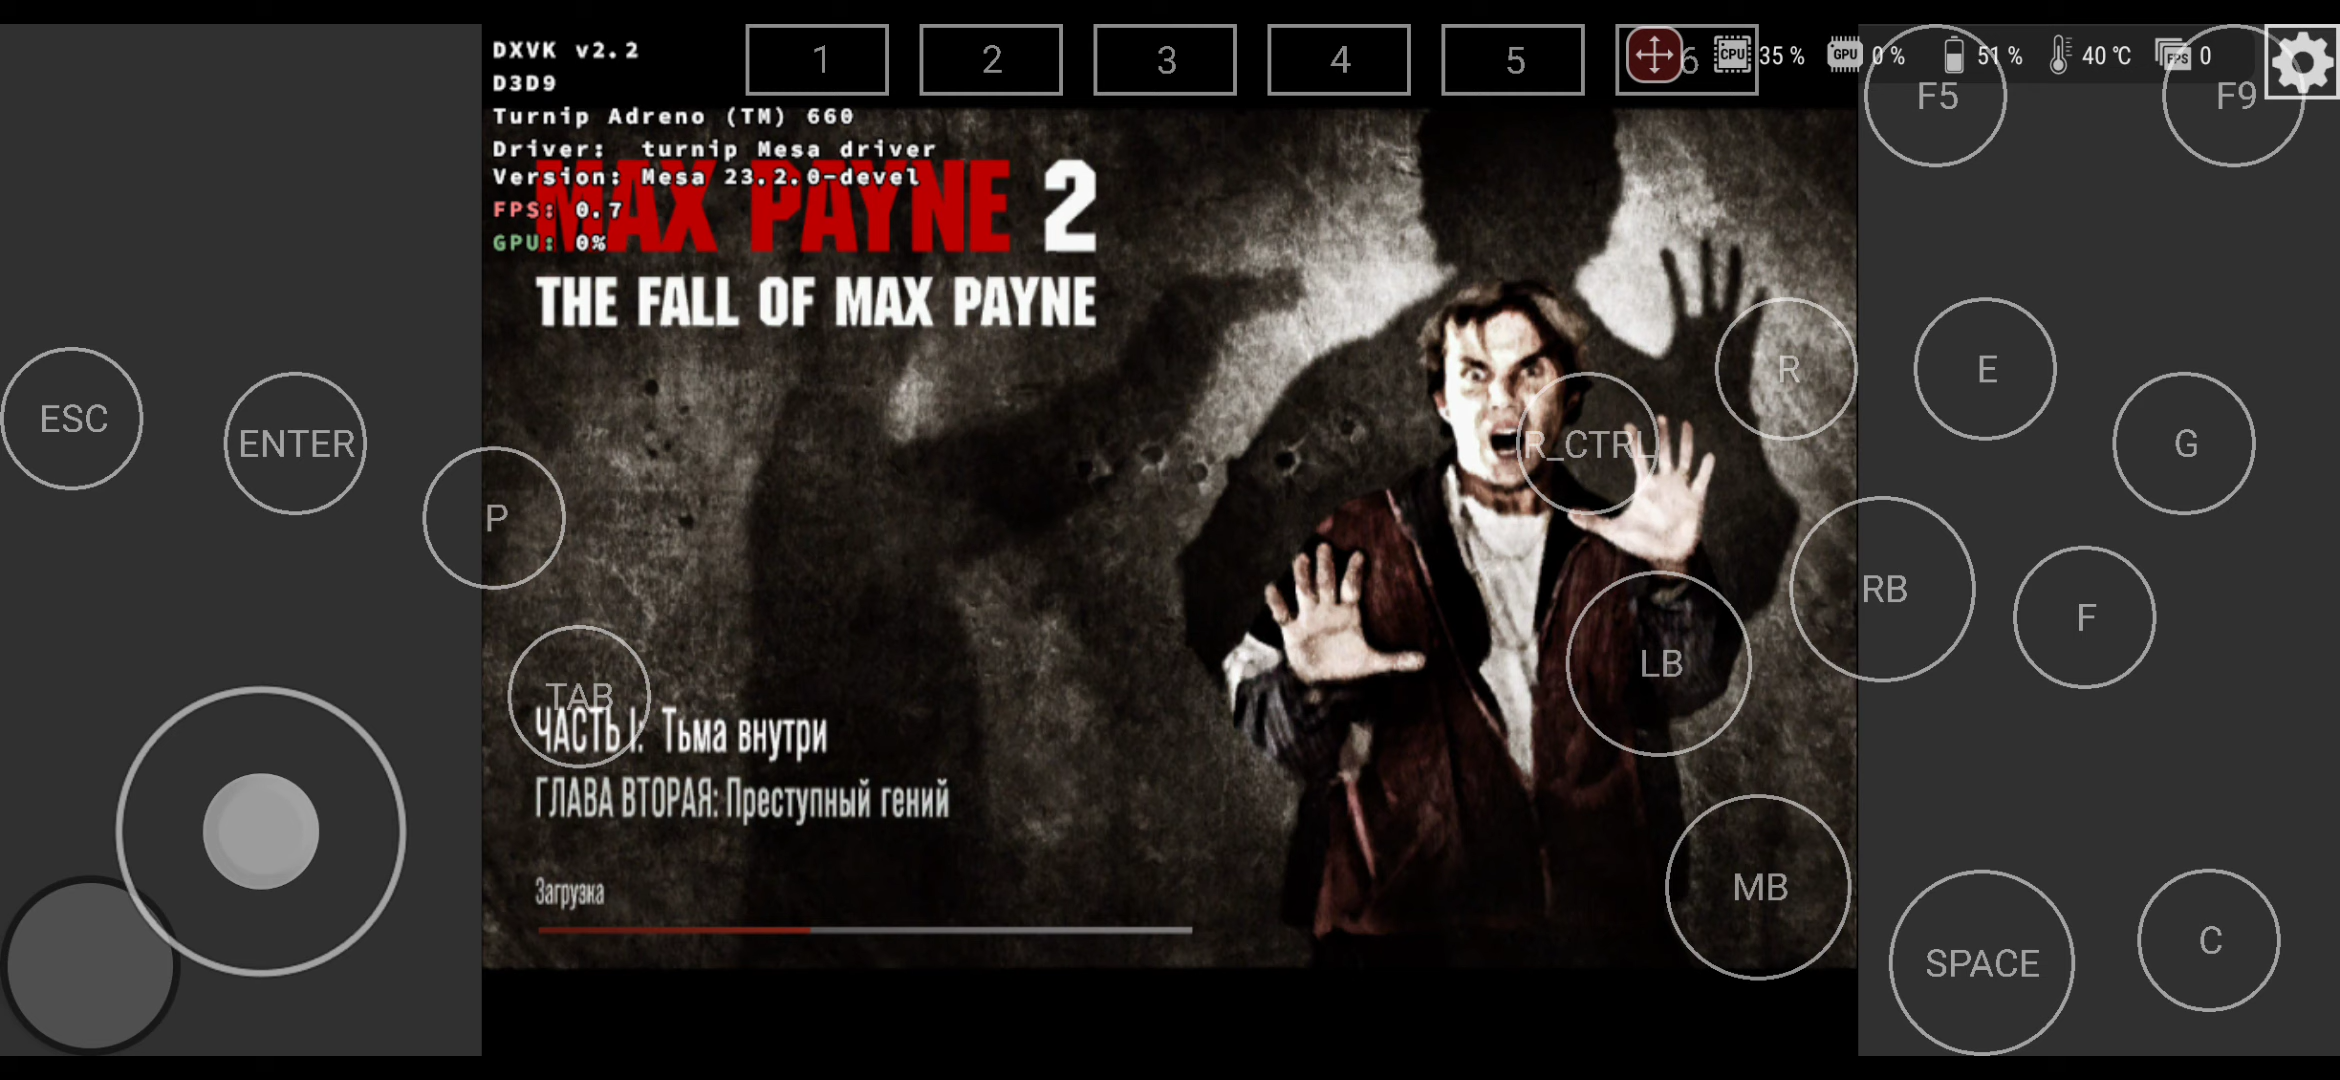 DXVK v2.2
D3D9
Turnip Adreno (TM) 660
Driver: turnip Mesa driver
Version: Mesa 23.2.0-devel
FPS: 0.7
GPU: 0%
1
2
3
4
5
6
CPU 35 %
GPU 0 %
51 %
40 °C
FPS 0
F5
F9
MAX PAYNE 2
THE FALL OF MAX PAYNE
ESC
ENTER
P
TAB
R
E
R_CTRL
G
RB
F
LB
MB
SPACE
C
ЧАСТЬ I: Тьма внутри
ГЛАВА ВТОРАЯ: Преступный гений
Загрузка